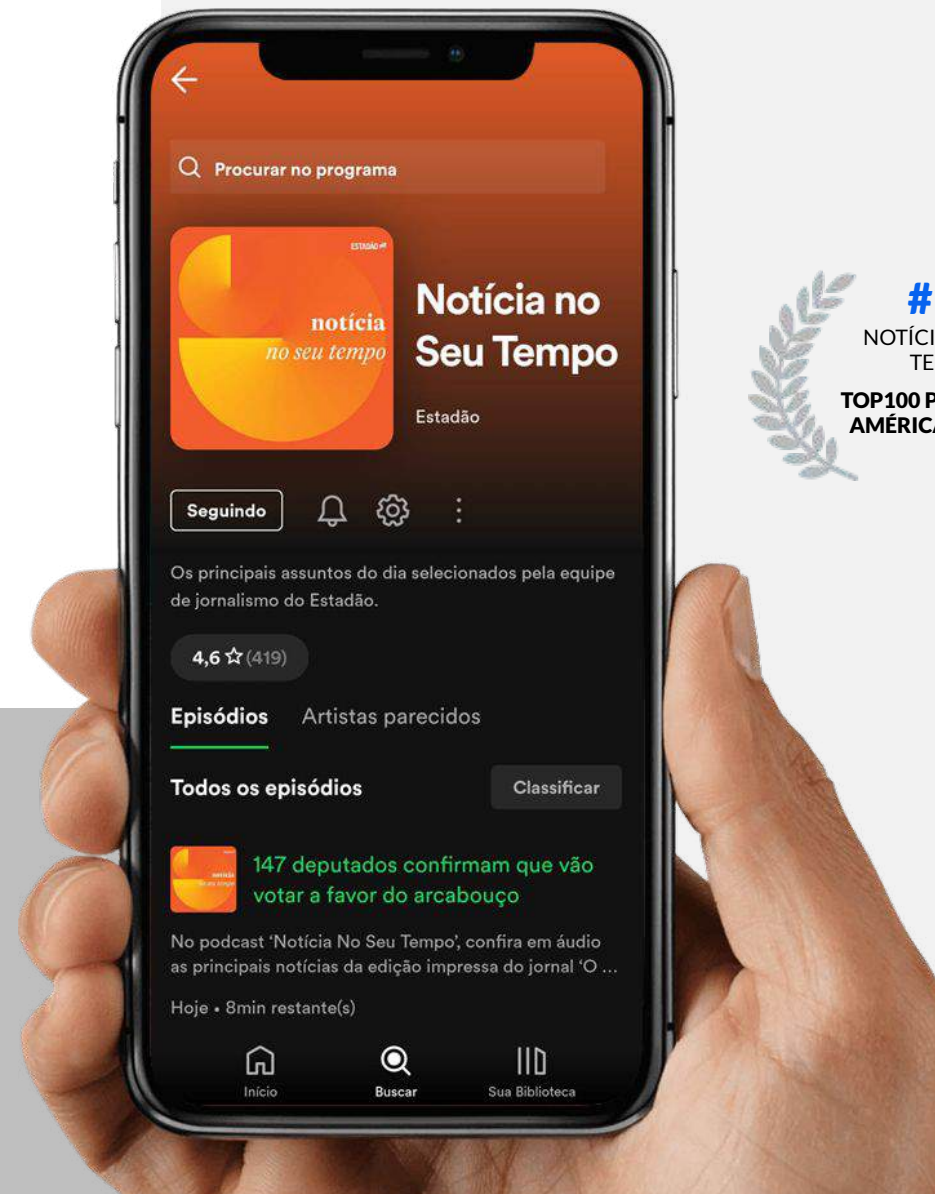 Procurar no programa
ESTADÃO
notícia
no seu tempo
Notícia no
Seu Tempo
Estadão
Seguindo
Os principais assuntos do dia selecionados pela equipe
de jornalismo do Estadão.
4,6 ☆ (419)
Episódios Artistas parecidos
Todos os episódios
Classificar
147 deputados confirmam que vão
votar a favor do arcabouço
No podcast ‘Notícia No Seu Tempo’, confira em áudio
as principais notícias da edição impressa do jornal ‘O ...
Hoje • 8min restante(s)
Início Buscar Sua Biblioteca
#
NOTÍCI
TE
TOP100 P
AMÉRICA